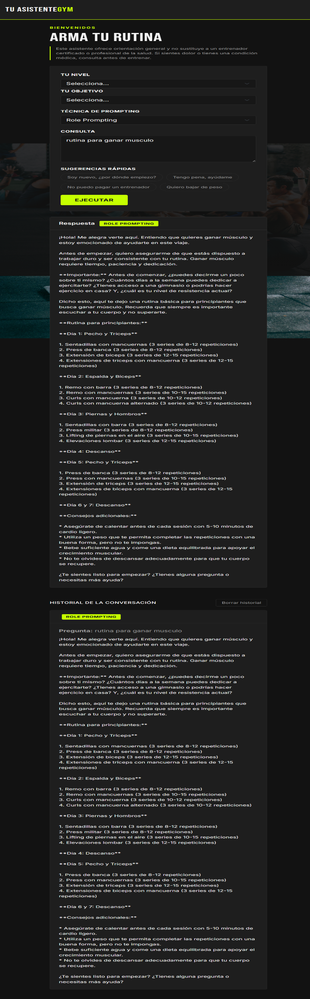 TU ASISTENTEGYM
BIENVENIDOS
ARMA TU RUTINA
Este asistente ofrece orientación general y no sustituye a un entrenador
certificado o profesional de la salud. Si sientes dolor o tienes una condición
médica, consulta antes de entrenar.
TU NIVEL
Selecciona...
TU OBJETIVO
Selecciona...
TÉCNICA DE PROMPTING
Role Prompting
CONSULTA
rutina para ganar musculo
SUGERENCIAS RÁPIDAS
Soy nuevo, ¿por dónde empiezo? Tengo pena, ayúdame
No puedo pagar un entrenador Quiero bajar de peso
EJECUTAR
Respuesta ROLE PROMPTING
¡Hola! Me alegra verte aquí. Entiendo que quieres ganar músculo y
estoy emocionado de ayudarte en este viaje.
Antes de empezar, quiero asegurarme de que estás dispuesto a
trabajar duro y ser consistente con tu rutina. Ganar músculo
requiere tiempo, paciencia y dedicación.
**Importante:** Antes de comenzar, ¿puedes decirme un poco
sobre ti mismo? ¿Cuántos días a la semana puedes dedicar a
ejercitarte? ¿Tienes acceso a una gimnasio o podrías hacer
ejercicio en casa? Y, ¿cuál es tu nivel de resistencia actual?
Dicho esto, aquí te dejo una rutina básica para principiantes que
busca ganar músculo. Recuerda que siempre es importante
escuchar a tu cuerpo y no superarte.
**Rutina para principiantes:**
**Día 1: Pecho y Tríceps**
1. Sentadillas con mancuernas (3 series de 8-12 repeticiones)
2. Press de banca (3 series de 8-12 repeticiones)
3. Extensión de bíceps (3 series de 12-15 repeticiones)
4. Extensiones de tríceps con mancuerna (3 series de 12-15
repeticiones)
**Día 2: Espalda y Bíceps**
1. Remo con barra (3 series de 8-12 repeticiones)
2. Remo con mancuernas (3 series de 10-15 repeticiones)
3. Curls con mancuerna (3 series de 10-12 repeticiones)
4. Curls con mancuerna alternado (3 series de 10-12 repeticiones)
**Día 3: Piernas y Hombros**
1. Sentadillas con barra (3 series de 8-12 repeticiones)
2. Press militar (3 series de 8-12 repeticiones)
3. Lifting de piernas en el aire (3 series de 10-15 repeticiones)
4. Elevaciones lombar (3 series de 12-15 repeticiones)
**Día 4: Descanso**
**Día 5: Pecho y Tríceps**
1. Press de banca (3 series de 8-12 repeticiones)
2. Press con mancuernas (3 series de 10-15 repeticiones)
3. Extensión de tríceps (3 series de 12-15 repeticiones)
4. Extensiones de bíceps con mancuerna (3 series de 12-15
repeticiones)
**Día 6 y 7: Descanso**
**Consejos adicionales:**
* Asegúrate de calentar antes de cada sesión con 5-10 minutos de
cardio ligero.
* Utiliza un peso que te permita completar las repeticiones con una
buena forma, pero no te impongas.
* Bebe suficiente agua y come una dieta equilibrada para apoyar el
crecimiento muscular.
* No te olvides de descansar adecuadamente para que tu cuerpo
se recupere.
¿Te sientes listo para empezar? ¿Tienes alguna pregunta o
necesitas más ayuda?
HISTORIAL DE LA CONVERSACIÓN Borrar historial
ROLE PROMPTING
Pregunta: rutina para ganar musculo
¡Hola! Me alegra verte aquí. Entiendo que quieres ganar músculo y
estoy emocionado de ayudarte en este viaje.
Antes de empezar, quiero asegurarme de que estás dispuesto a
trabajar duro y ser consistente con tu rutina. Ganar músculo
requiere tiempo, paciencia y dedicación.
**Importante:** Antes de comenzar, ¿puedes decirme un poco
sobre ti mismo? ¿Cuántos días a la semana puedes dedicar a
ejercitarte? ¿Tienes acceso a una gimnasio o podrías hacer
ejercicio en casa? Y, ¿cuál es tu nivel de resistencia actual?
Dicho esto, aquí te dejo una rutina básica para principiantes que
busca ganar músculo. Recuerda que siempre es importante
escuchar a tu cuerpo y no superarte.
**Rutina para principiantes:**
**Día 1: Pecho y Tríceps**
1. Sentadillas con mancuernas (3 series de 8-12 repeticiones)
2. Press de banca (3 series de 8-12 repeticiones)
3. Extensión de bíceps (3 series de 12-15 repeticiones)
4. Extensiones de tríceps con mancuerna (3 series de 12-15
repeticiones)
**Día 2: Espalda y Bíceps**
1. Remo con barra (3 series de 8-12 repeticiones)
2. Remo con mancuernas (3 series de 10-15 repeticiones)
3. Curls con mancuerna (3 series de 10-12 repeticiones)
4. Curls con mancuerna alternado (3 series de 10-12 repeticiones)
**Día 3: Piernas y Hombros**
1. Sentadillas con barra (3 series de 8-12 repeticiones)
2. Press militar (3 series de 8-12 repeticiones)
3. Lifting de piernas en el aire (3 series de 10-15 repeticiones)
4. Elevaciones lombar (3 series de 12-15 repeticiones)
**Día 4: Descanso**
**Día 5: Pecho y Tríceps**
1. Press de banca (3 series de 8-12 repeticiones)
2. Press con mancuernas (3 series de 10-15 repeticiones)
3. Extensión de tríceps (3 series de 12-15 repeticiones)
4. Extensiones de bíceps con mancuerna (3 series de 12-15
repeticiones)
**Día 6 y 7: Descanso**
**Consejos adicionales:**
* Asegúrate de calentar antes de cada sesión con 5-10 minutos de
cardio ligero.
* Utiliza un peso que te permita completar las repeticiones con una
buena forma, pero no te impongas.
* Bebe suficiente agua y come una dieta equilibrada para apoyar el
crecimiento muscular.
* No te olvides de descansar adecuadamente para que tu cuerpo
se recupere.
¿Te sientes listo para empezar? ¿Tienes alguna pregunta o
necesitas más ayuda?